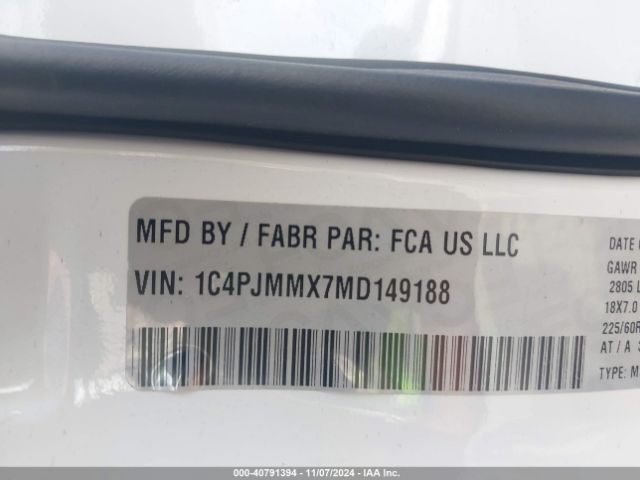 MFD BY / FABR PAR: FCA US LLC
VIN: 1C4PJMMX7MD149188
DATE
GAWR
2805
18X7.0
225/60R
AT / A
TYPE:
000-40791394 - 11/07/2024 - IAA Inc.